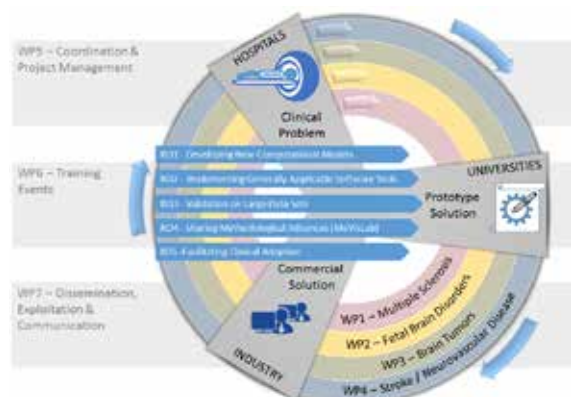 WP5 – Coordination &
Project Management
HOSPITALS
Clinical
Problem
RO1 - Developing New Computational Models
RO2 - Implementing Generally Applicable Software Tools
WP6 – Training
Events
RO3 - Validation on Large Data Sets
UNIVERSITIES
Prototype
Solution
RO4 - Sharing Methodological Advances (MeVisLab)
RO5 - Facilitating Clinical Adoption
Commercial
Solution
WP7 – Dissemination,
Exploitation &
Communication
INDUSTRY
WP1 – Multiple Sclerosis
WP2 – Fetal Brain Disorders
WP3 – Brain Tumors
WP4 – Stroke / Neurovascular Disease